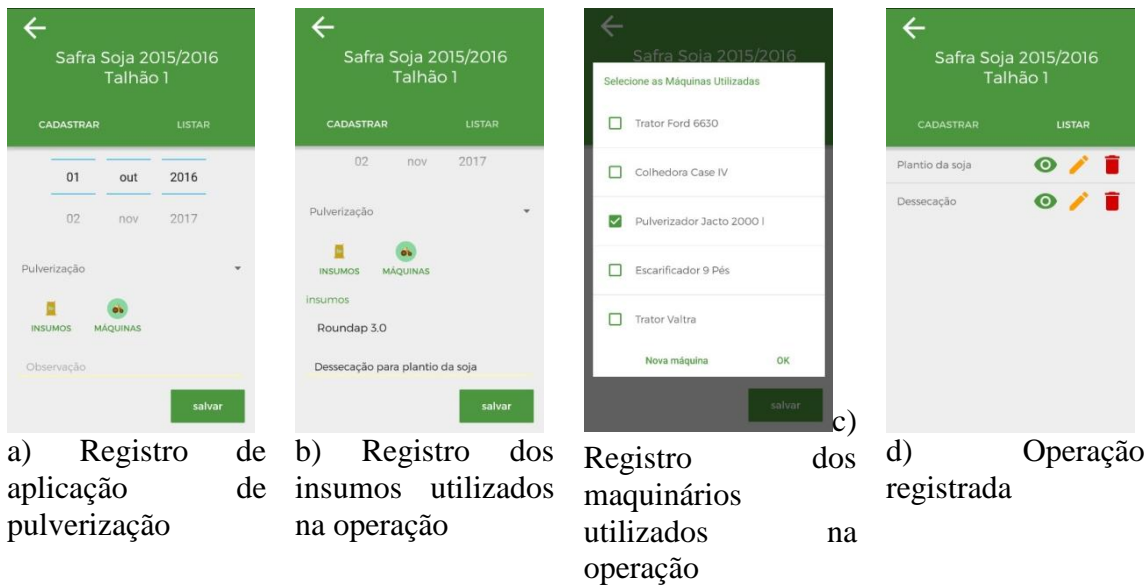 Safra Soja 2015/2016
Talhão 1
CADASTRAR LISTAR
01 out 2016
02 nov 2017
Pulverização
INSUMOS MÁQUINAS
Observação
salvar
a) Registro de
aplicação de
pulverização
Safra Soja 2015/2016
Talhão 1
CADASTRAR LISTAR
02 nov 2017
Pulverização
INSUMOS MÁQUINAS
insumos
Roundap 3.0
Dessecação para plantio da soja
salvar
b) Registro dos
insumos utilizados
na operação
Safra Soja 2015/2016
Selecione as Máquinas Utilizadas
Trator Ford 6630
Colhedora Case IV
Pulverizador Jacto 2000 l
Escarificador 9 Pés
Trator Valtra
Nova máquina OK
salvar
c)
Registro dos
maquinários
utilizados na
operação
Safra Soja 2015/2016
Talhão 1
CADASTRAR LISTAR
Plantio da soja
Dessecação
d) Operação
registrada